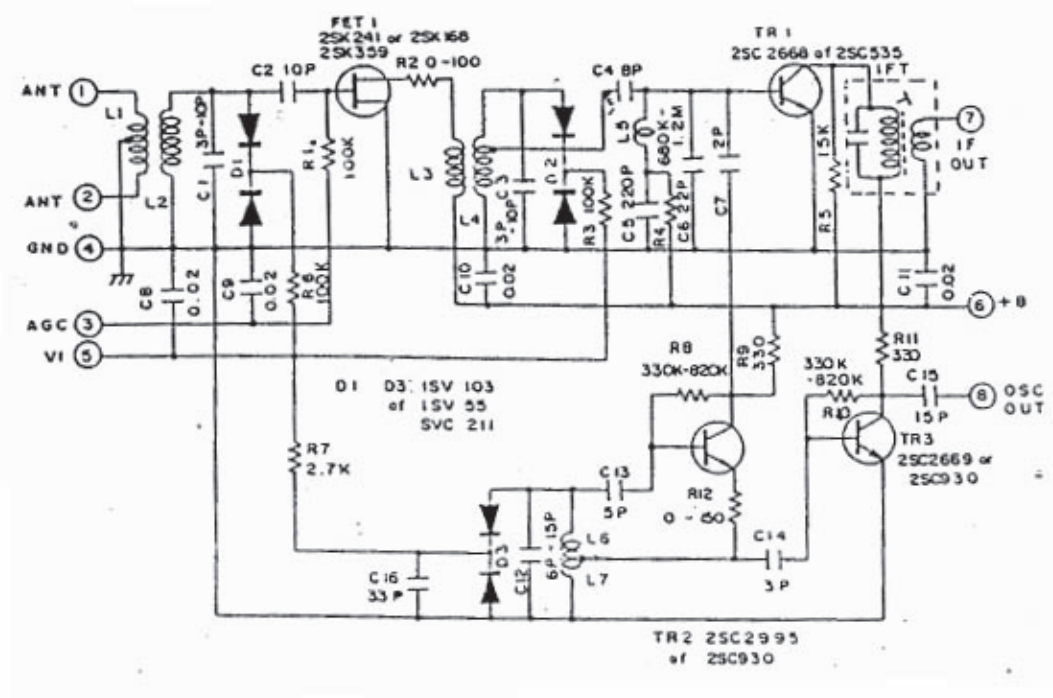 FET 1
2SK241 or 2SK168
2SK359
TR 1
2SC 2668 of 2SC535
R2 0-100
C2 10P
C4 8P
IFT
ANT 1
L1
3P-10P
C1
D1
R1
100K
L2
ANT 2
L3
L4
C3
3P-10P
D2
R3 100K
L5
680K-1.2M
C5 220P
R4
C6 22P
2P
C7
15K
R5
7
IF
OUT
GND 4
C8
0.02
C9
0.02
R6
100K
C10
0.02
C11
0.02
AGC 3
6 +B
V1 5
D1 D3: 1SV 103
of 1SV 55
SVC 211
R8
330K-820K
R9
330
330K
-820K
R10
R11
330
C15
15P
8 OSC
OUT
TR3
2SC2669 or
2SC930
R7
2.7K
C13
5P
R12
0-150
C14
3P
C16
33P
D3
C12
6P-15P
L6
L7
TR2 2SC2995
of 2SC930